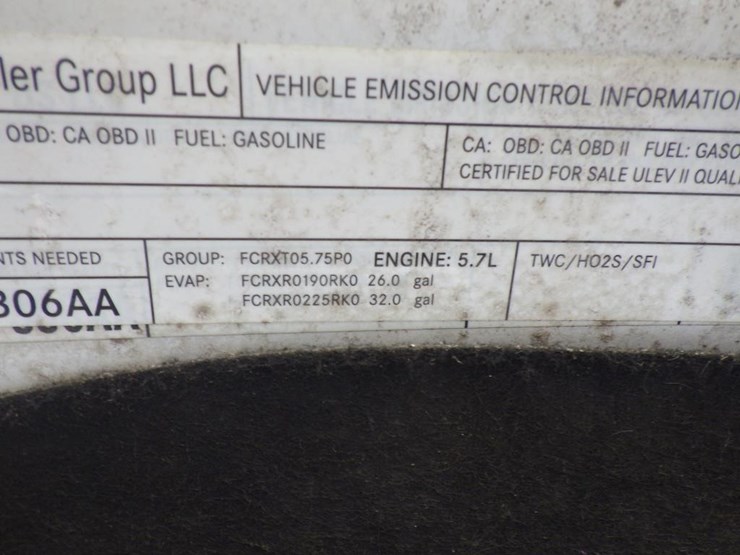 ler Group LLC VEHICLE EMISSION CONTROL INFORMATIO
OBD: CA OBD II FUEL: GASOLINE
CA: OBD: CA OBD II FUEL: GASO
CERTIFIED FOR SALE ULEV II QUALI
NTS NEEDED
806AA
GROUP: FCRXT05.75P0 ENGINE: 5.7L
EVAP: FCRXR0190RK0 26.0 gal
FCRXR0225RK0 32.0 gal
TWC/HO2S/SFI